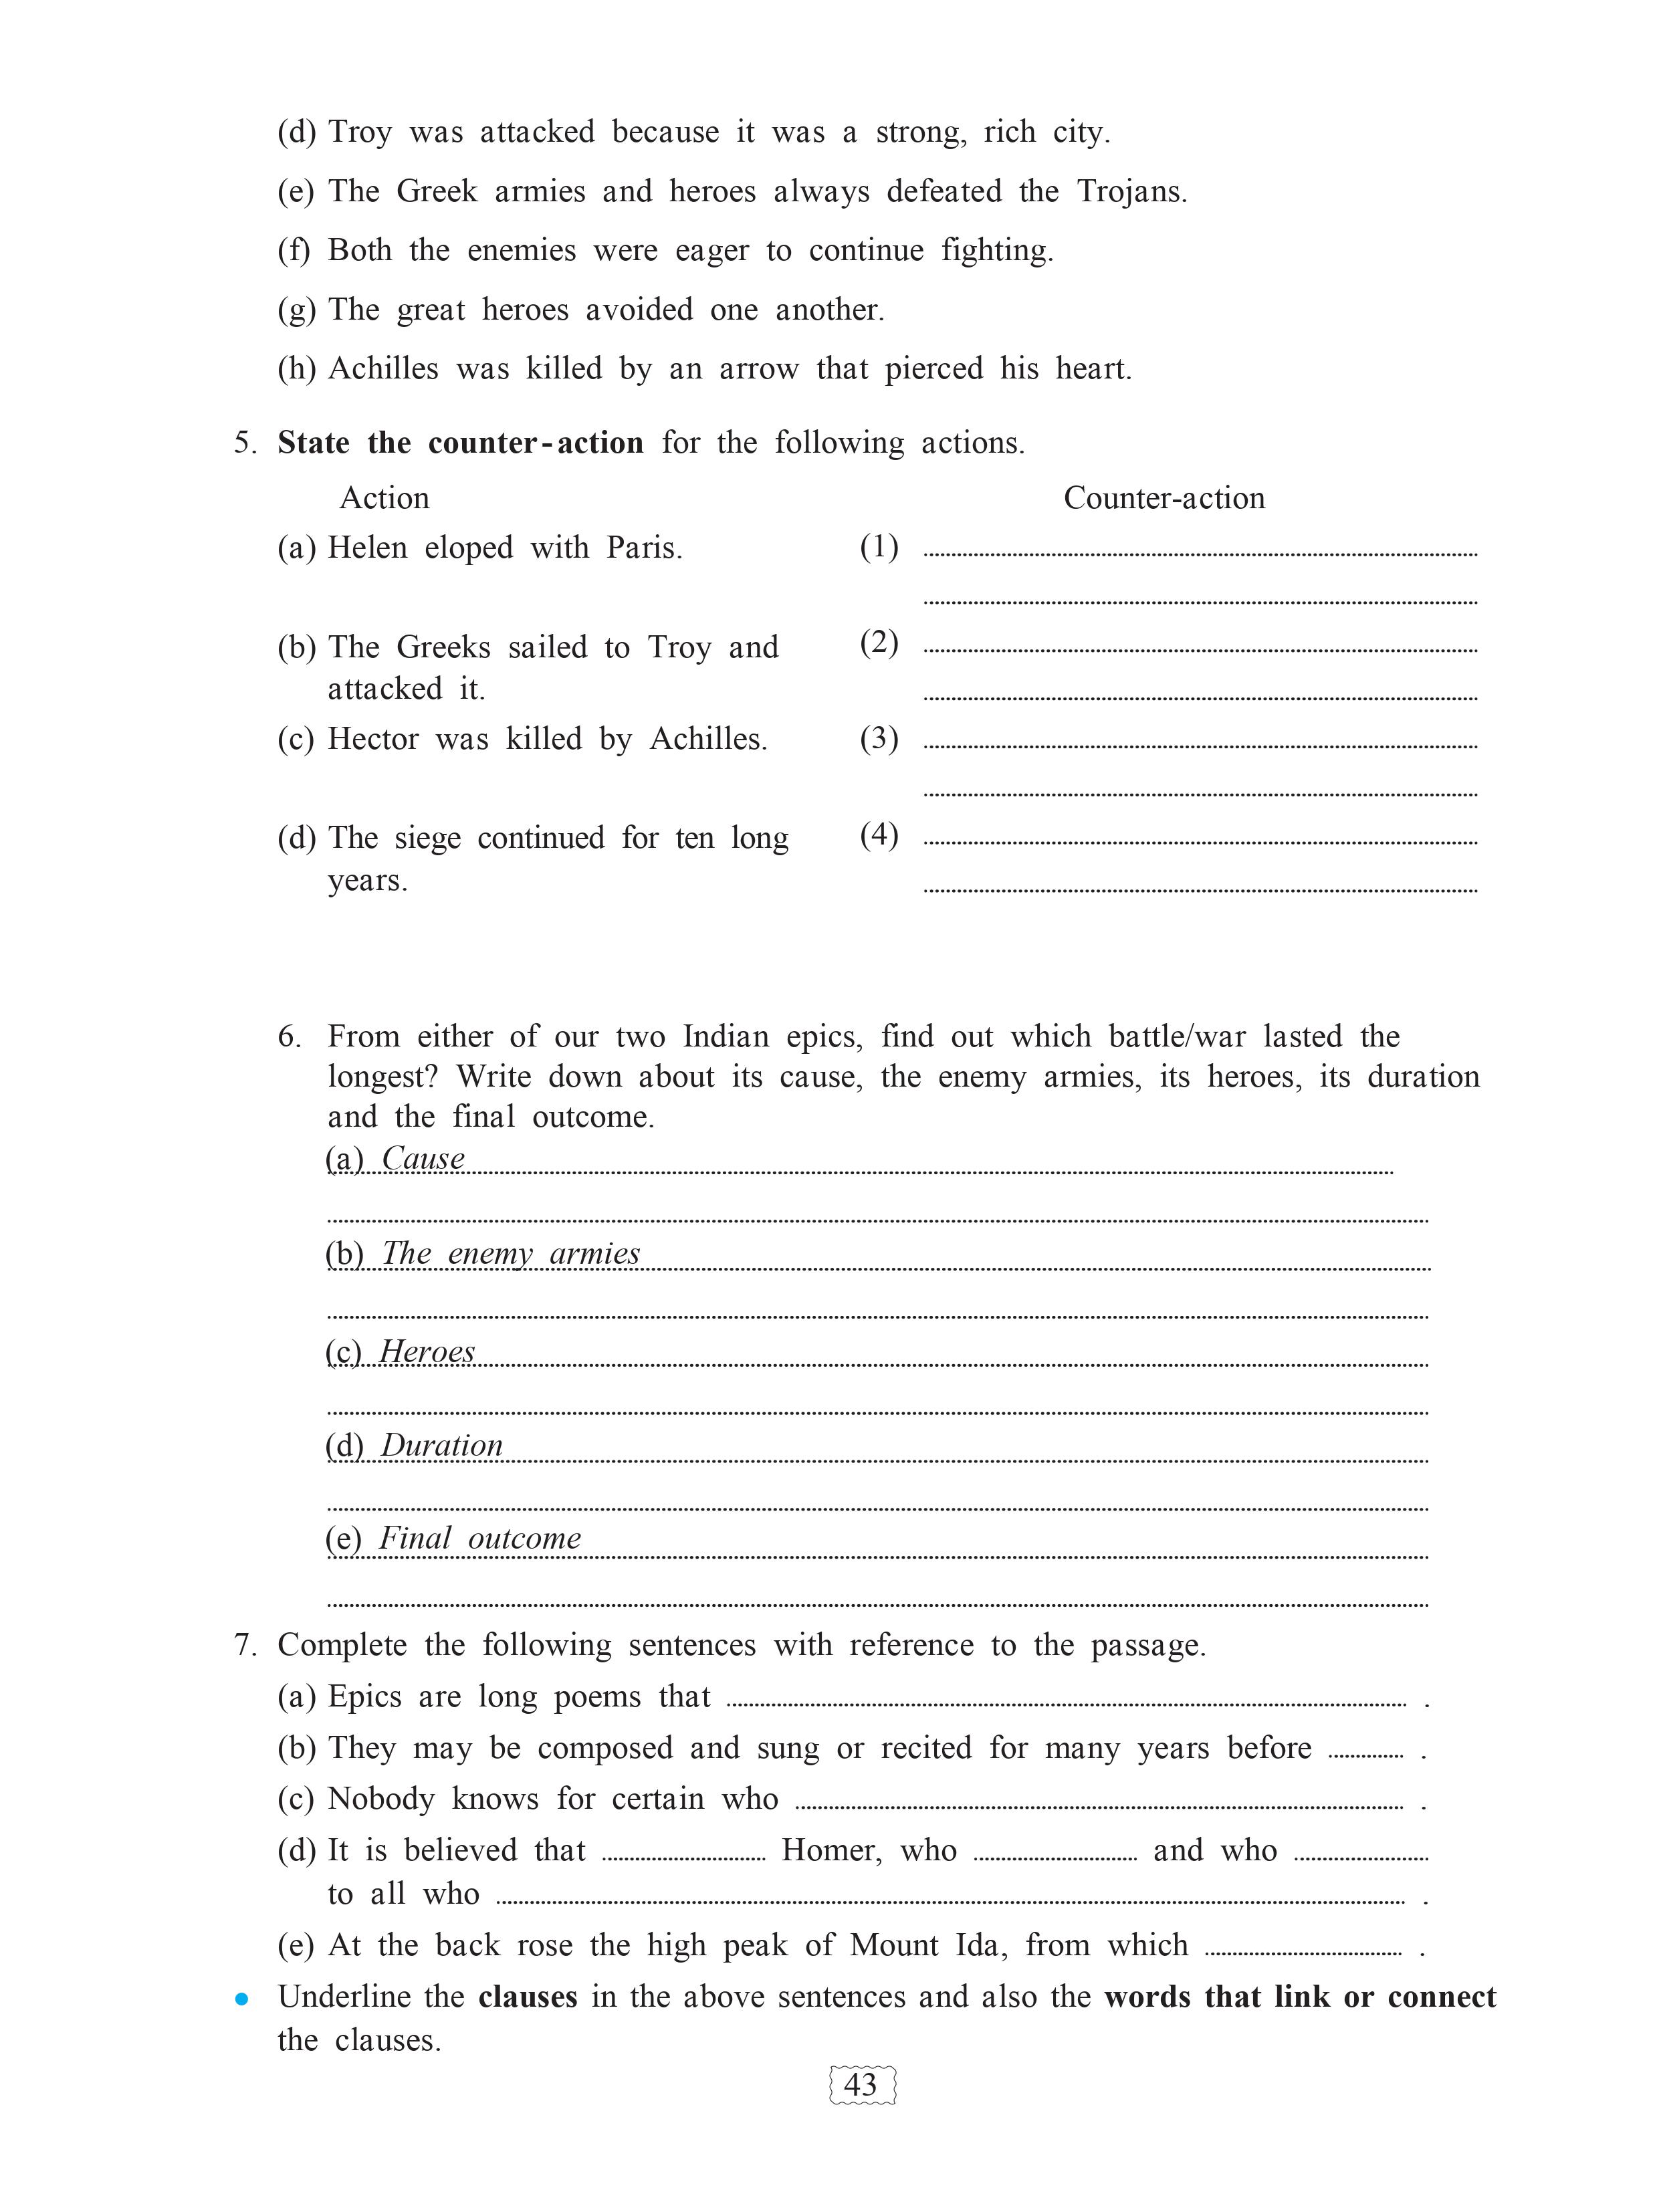 (d) Troy was attacked because it was a strong, rich city.
(e) The Greek armies and heroes always defeated the Trojans.
(f) Both the enemies were eager to continue fighting.
(g) The great heroes avoided one another.
(h) Achilles was killed by an arrow that pierced his heart.
5. State the counter-action for the following actions.
Action Counter-action
(a) Helen eloped with Paris. (1) ....................
....................
(b) The Greeks sailed to Troy and (2) ....................
attacked it. ....................
(c) Hector was killed by Achilles. (3) ....................
....................
(d) The siege continued for ten long (4) ....................
years. ....................
6. From either of our two Indian epics, find out which battle/war lasted the
longest? Write down about its cause, the enemy armies, its heroes, its duration
and the final outcome.
(a) Cause ....................
....................
(b) The enemy armies ....................
....................
(c) Heroes ....................
....................
(d) Duration ....................
....................
(e) Final outcome ....................
....................
7. Complete the following sentences with reference to the passage.
(a) Epics are long poems that .................... .
(b) They may be composed and sung or recited for many years before .......... .
(c) Nobody knows for certain who .................... .
(d) It is believed that .......... Homer, who .......... and who ..........
to all who .................... .
(e) At the back rose the high peak of Mount Ida, from which .......... .
• Underline the clauses in the above sentences and also the words that link or connect
the clauses.
43